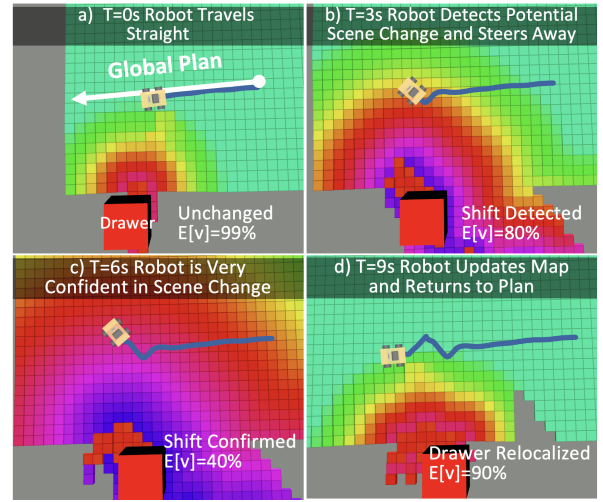 a) T=0s Robot Travels
Straight
Global Plan
Drawer
Unchanged
E[v]=99%
b) T=3s Robot Detects Potential
Scene Change and Steers Away
Shift Detected
E[v]=80%
c) T=6s Robot is Very
Confident in Scene Change
Shift Confirmed
E[v]=40%
d) T=9s Robot Updates Map
and Returns to Plan
Drawer Relocalized
E[v]=90%